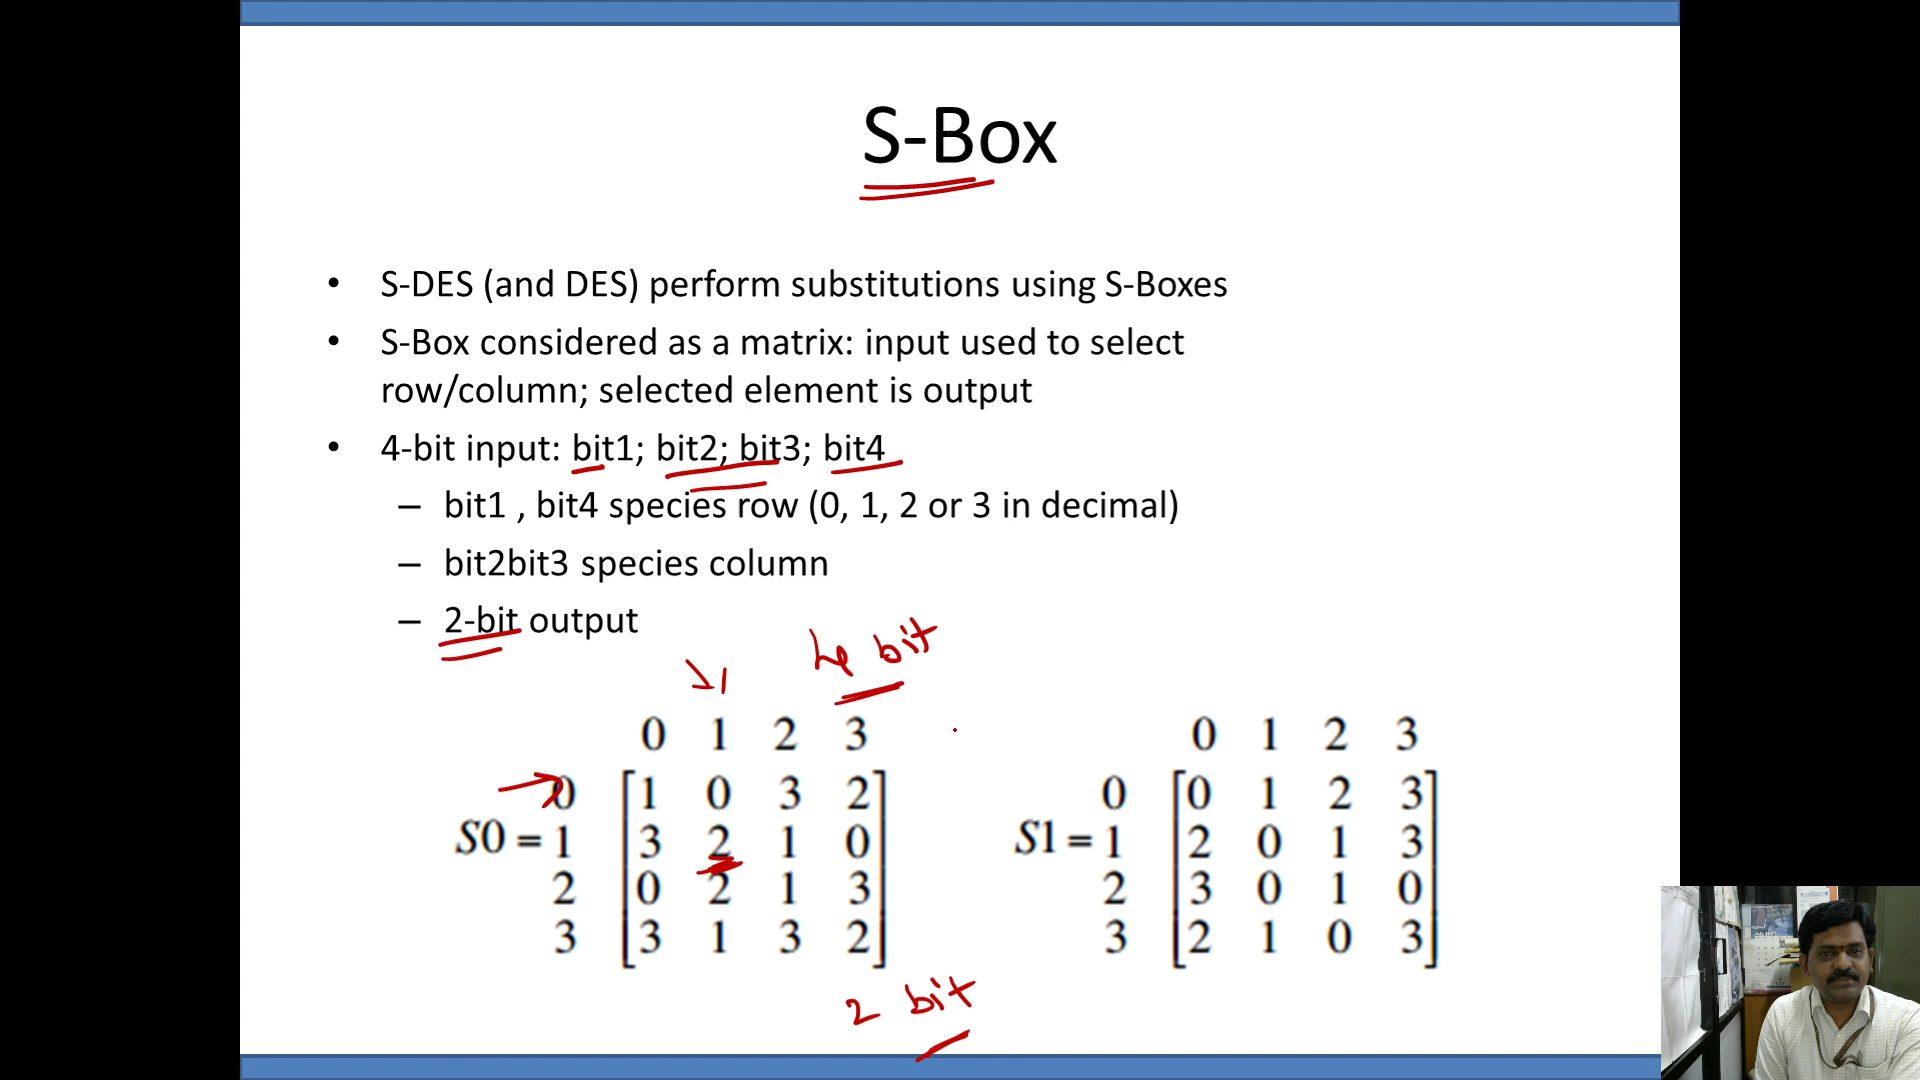 S-Box
• S-DES (and DES) perform substitutions using S-Boxes
• S-Box considered as a matrix: input used to select
row/column; selected element is output
• 4-bit input: bit1; bit2; bit3; bit4
– bit1 , bit4 species row (0, 1, 2 or 3 in decimal)
– bit2bit3 species column
– 2-bit output
4 bit
0 1 2 3
0 [1 0 3 2]
S0 = 1 3 2 1 0
2 0 2 1 3
3 3 1 3 2
0 1 2 3
0 [0 1 2 3]
S1 = 1 2 0 1 3
2 3 0 1 0
3 2 1 0 3
2 bit